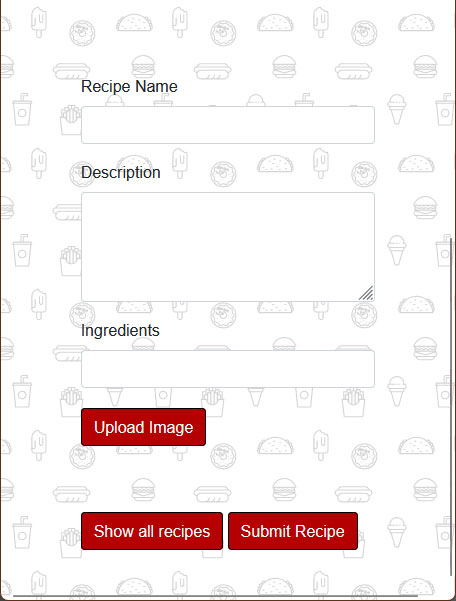 Recipe Name
Description
Ingredients
Upload Image
Show all recipes Submit Recipe